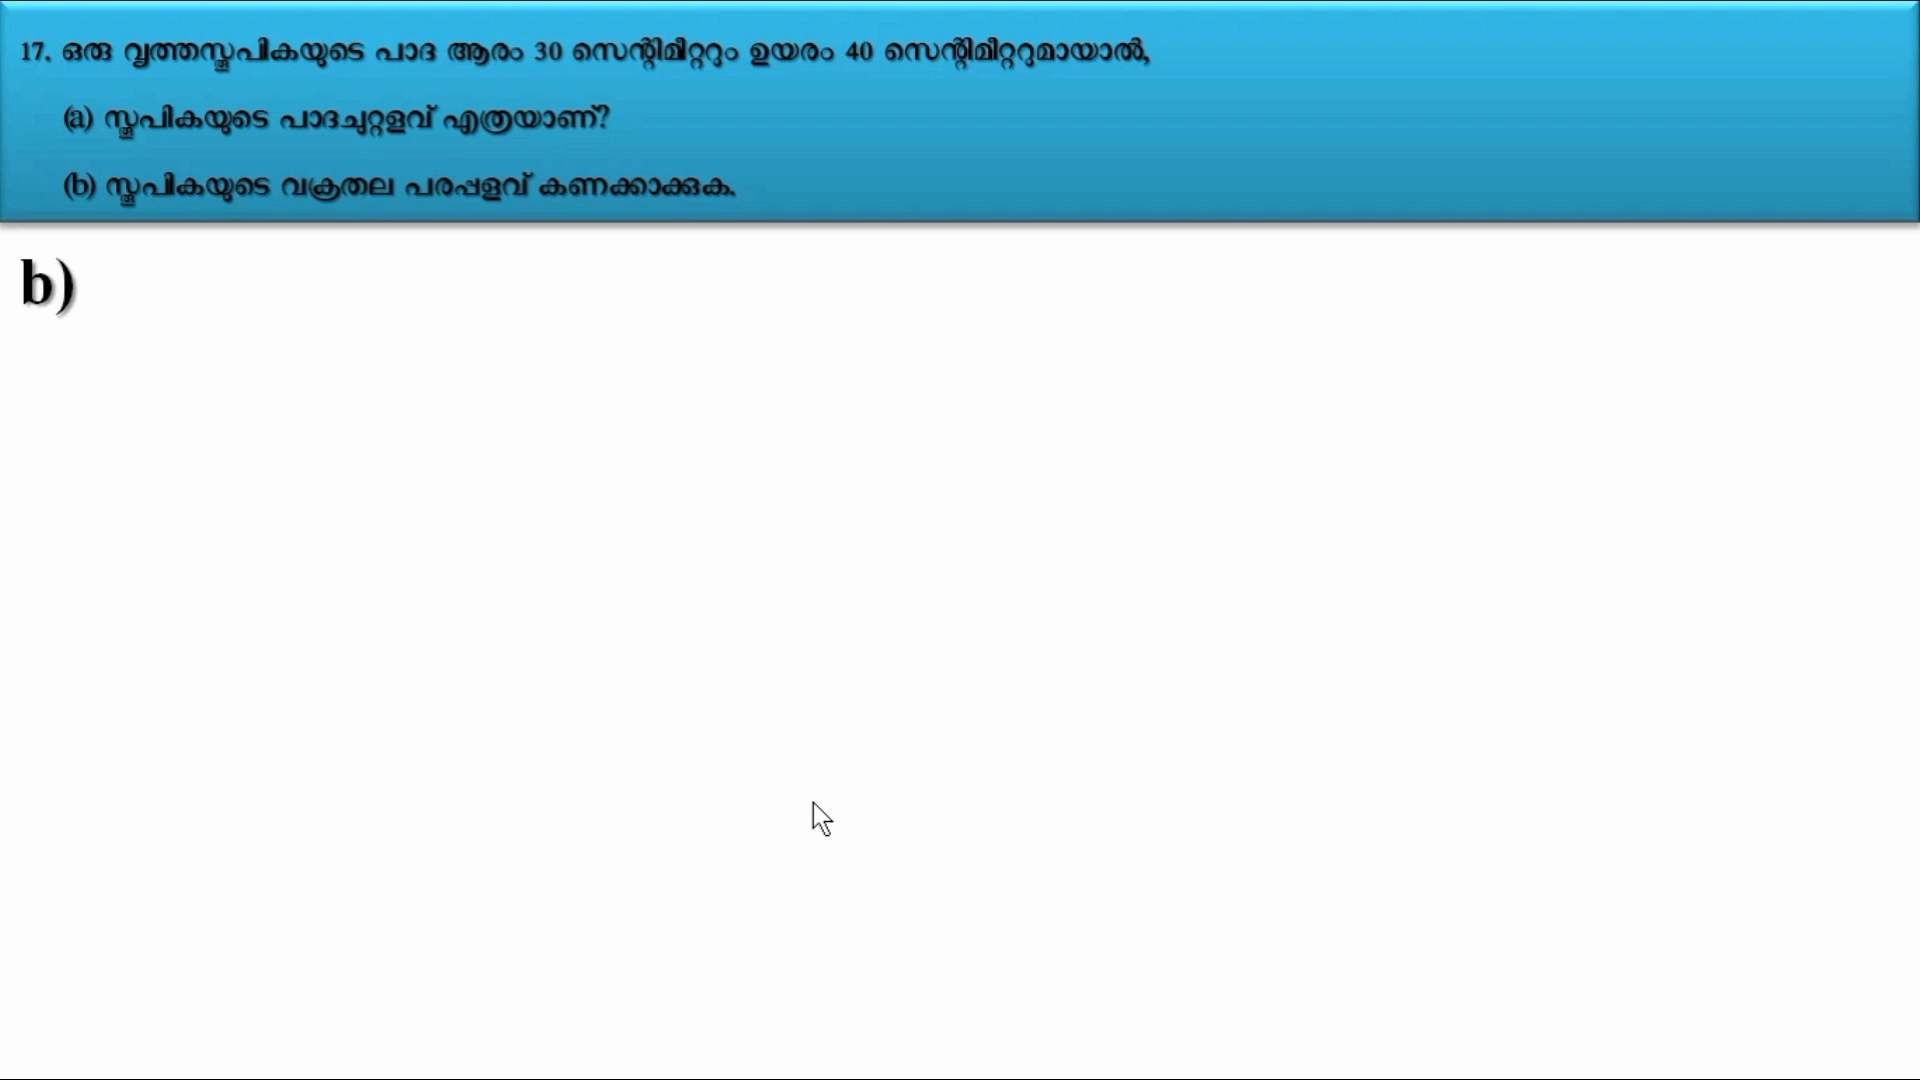 17. ഒരു വൃത്തസ്തൂപികയുടെ പാദ ആരം 30 സെന്റിമീറ്ററും ഉയരം 40 സെന്റിമീറ്ററുമായാൽ,
(a) സ്തൂപികയുടെ പാദചുറ്റളവ് എത്രയാണ്?
(b) സ്തൂപികയുടെ വക്രതല പരപ്പളവ് കണക്കാക്കുക.
b)